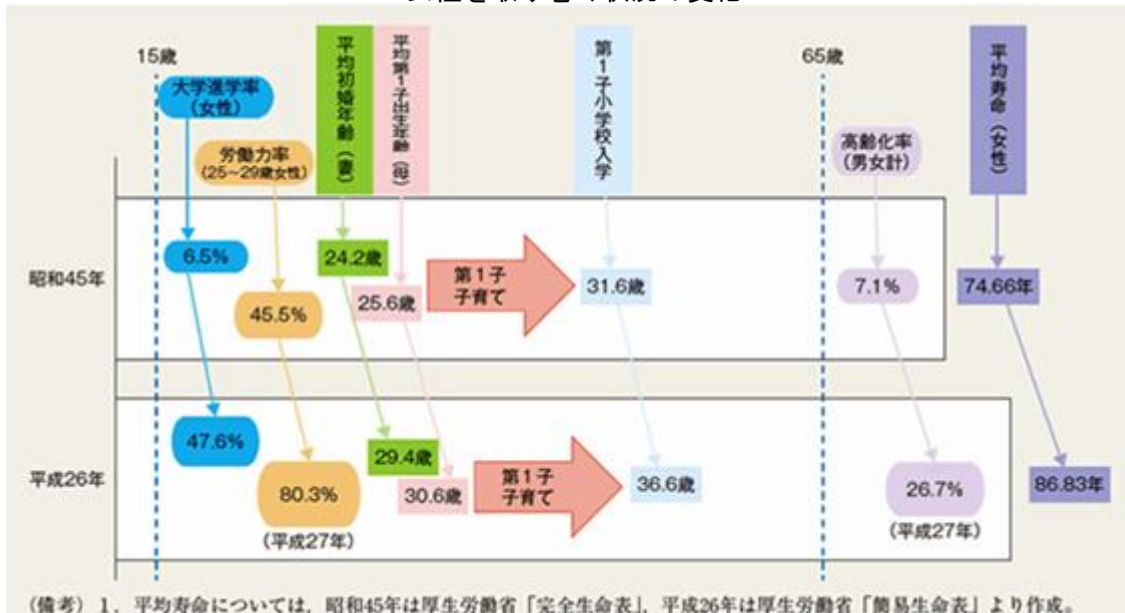 15歳
大学進学率
(女性)
労働力率
(25～29歳女性)
平均初婚年齢（妻）
平均第1子出生年齢（母）
第1子小学校入学
65歳
高齢化率
(男女計)
平均寿命（女性）
昭和45年
6.5%
45.5%
24.2歳
25.6歳
第1子
子育て
31.6歳
7.1%
74.66年
平成26年
47.6%
80.3%
(平成27年)
29.4歳
30.6歳
第1子
子育て
36.6歳
26.7%
(平成27年)
86.83年
（備考）1．平均寿命については，昭和45年は厚生労働省「完全生命表」，平成26年は厚生労働省「簡易生命表」より作成。